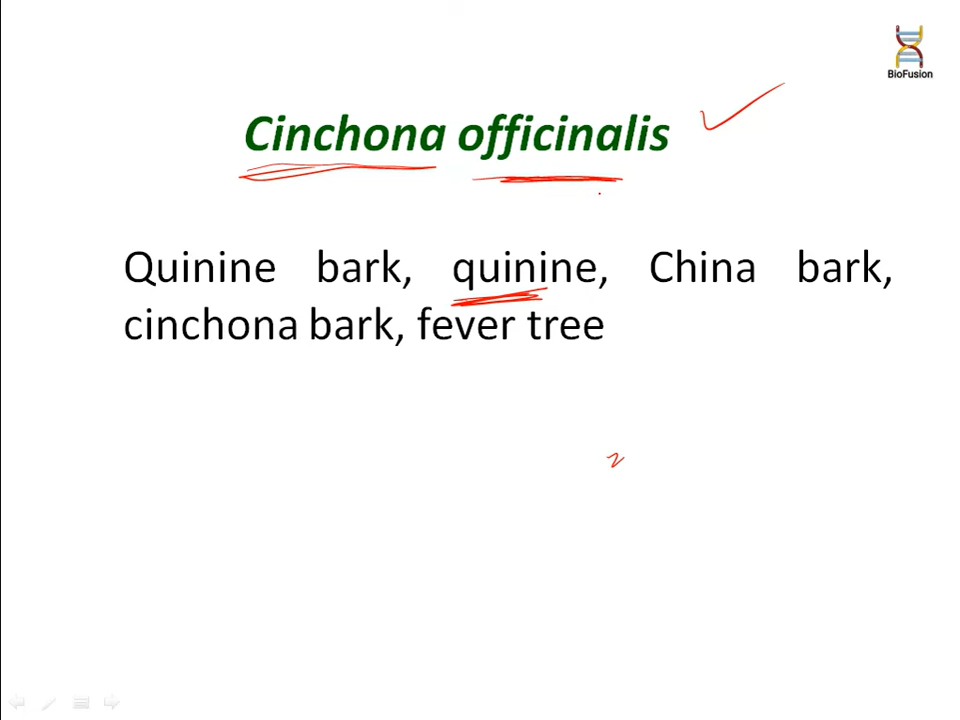 BioFusion
Cinchona officinalis
Quinine bark, quinine, China bark,
cinchona bark, fever tree